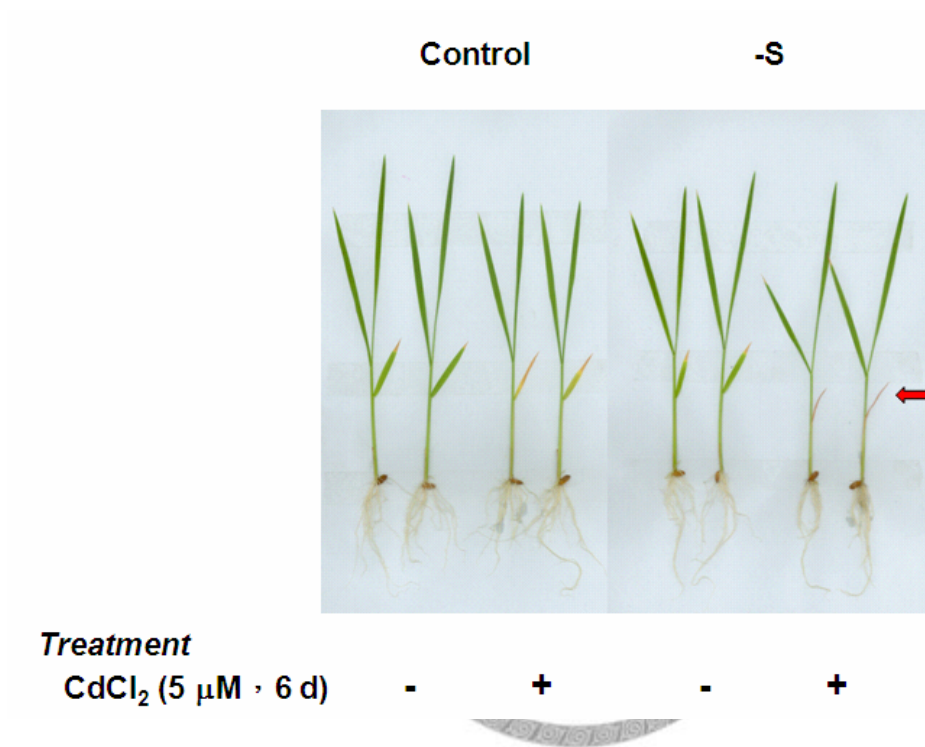 Control -S
Treatment
CdCl₂ (5 μM，6 d) - + - +